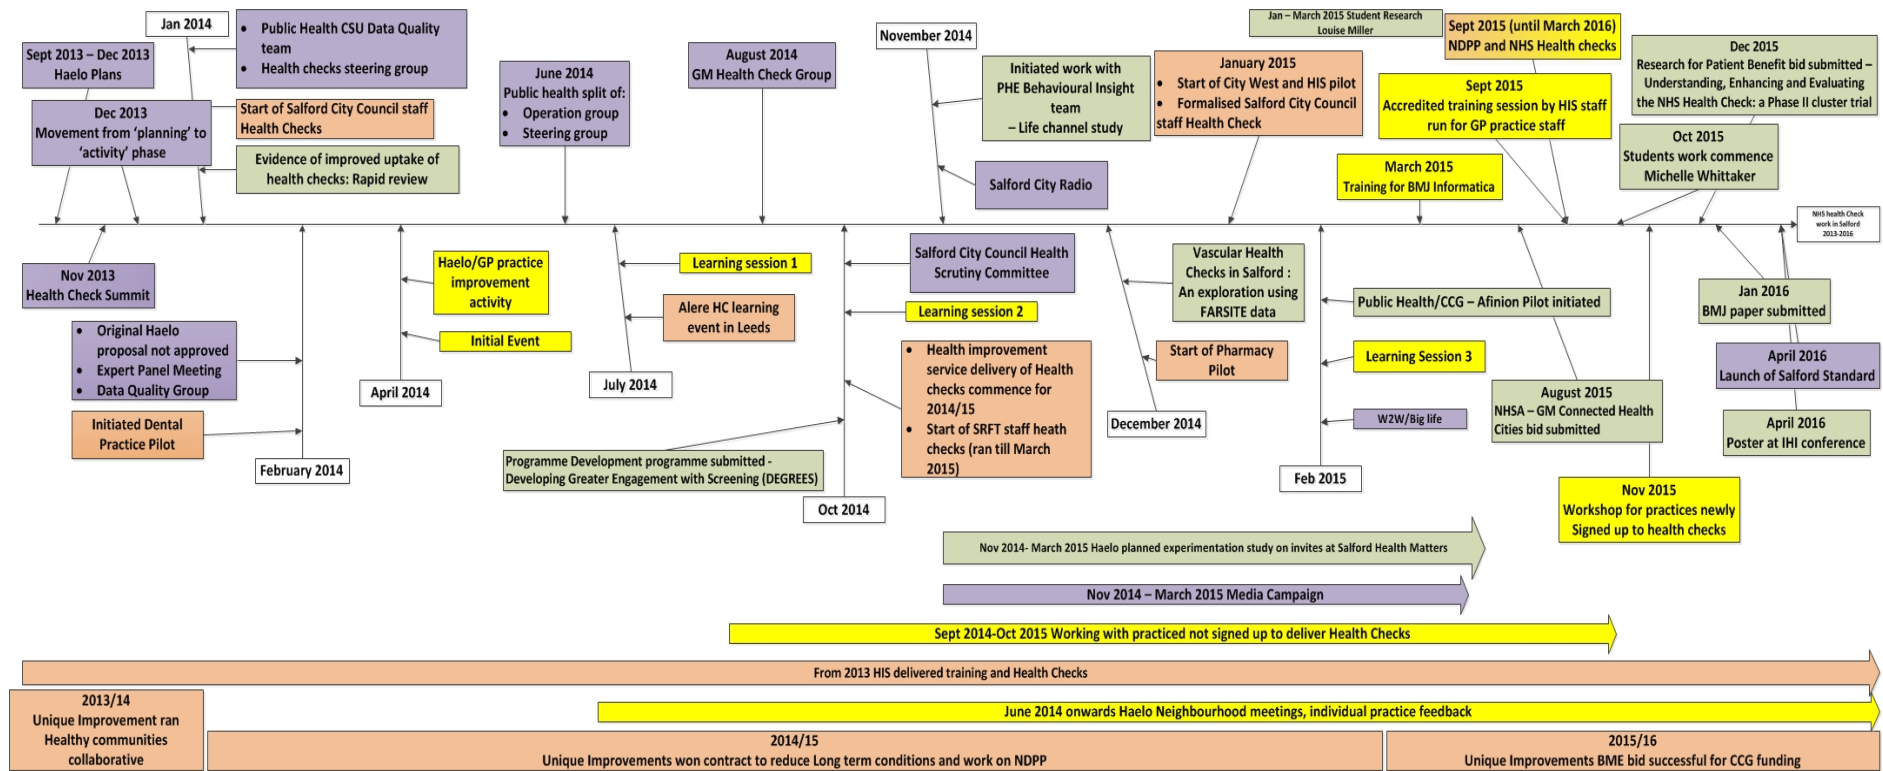 Jan 2014
Sept 2013 – Dec 2013
Haelo Plans
• Public Health CSU Data Quality
team
• Health checks steering group
Dec 2013
Movement from ‘planning’ to
‘activity’ phase
Start of Salford City Council staff
Health Checks
Evidence of improved uptake of
health checks: Rapid review
June 2014
Public health split of:
• Operation group
• Steering group
August 2014
GM Health Check Group
November 2014
Initiated work with
PHE Behavioural Insight
team
– Life channel study
Salford City Radio
January 2015
• Start of City West and HIS pilot
• Formalised Salford City Council
staff Health Check
Jan – March 2015 Student Research
Louise Miller
Sept 2015 (until March 2016)
NDPP and NHS Health checks
Sept 2015
Accredited training session by HIS staff
run for GP practice staff
March 2015
Training for BMJ Informatica
Dec 2015
Research for Patient Benefit bid submitted –
Understanding, Enhancing and Evaluating
the NHS Health Check: a Phase II cluster trial
Oct 2015
Students work commence
Michelle Whittaker
NHS health Check
work in Salford
2013-2016
Nov 2013
Health Check Summit
• Original Haelo
proposal not approved
• Expert Panel Meeting
• Data Quality Group
Initiated Dental
Practice Pilot
February 2014
Haelo/GP practice
improvement
activity
Initial Event
April 2014
Learning session 1
Alere HC learning
event in Leeds
July 2014
Salford City Council Health
Scrutiny Committee
Learning session 2
• Health improvement
service delivery of Health
checks commence for
2014/15
• Start of SRFT staff heath
checks (ran till March
2015)
Programme Development programme submitted -
Developing Greater Engagement with Screening (DEGREES)
Oct 2014
Vascular Health
Checks in Salford :
An exploration using
FARSITE data
Start of Pharmacy
Pilot
December 2014
Public Health/CCG – Afinion Pilot initiated
Learning Session 3
W2W/Big life
Feb 2015
August 2015
NHSA – GM Connected Health
Cities bid submitted
Nov 2015
Workshop for practices newly
Signed up to health checks
Jan 2016
BMJ paper submitted
April 2016
Launch of Salford Standard
April 2016
Poster at IHI conference
Nov 2014- March 2015 Haelo planned experimentation study on invites at Salford Health Matters
Nov 2014 – March 2015 Media Campaign
Sept 2014-Oct 2015 Working with practiced not signed up to deliver Health Checks
From 2013 HIS delivered training and Health Checks
2013/14
Unique Improvement ran
Healthy communities
collaborative
June 2014 onwards Haelo Neighbourhood meetings, individual practice feedback
2014/15
Unique Improvements won contract to reduce Long term conditions and work on NDPP
2015/16
Unique Improvements BME bid successful for CCG funding